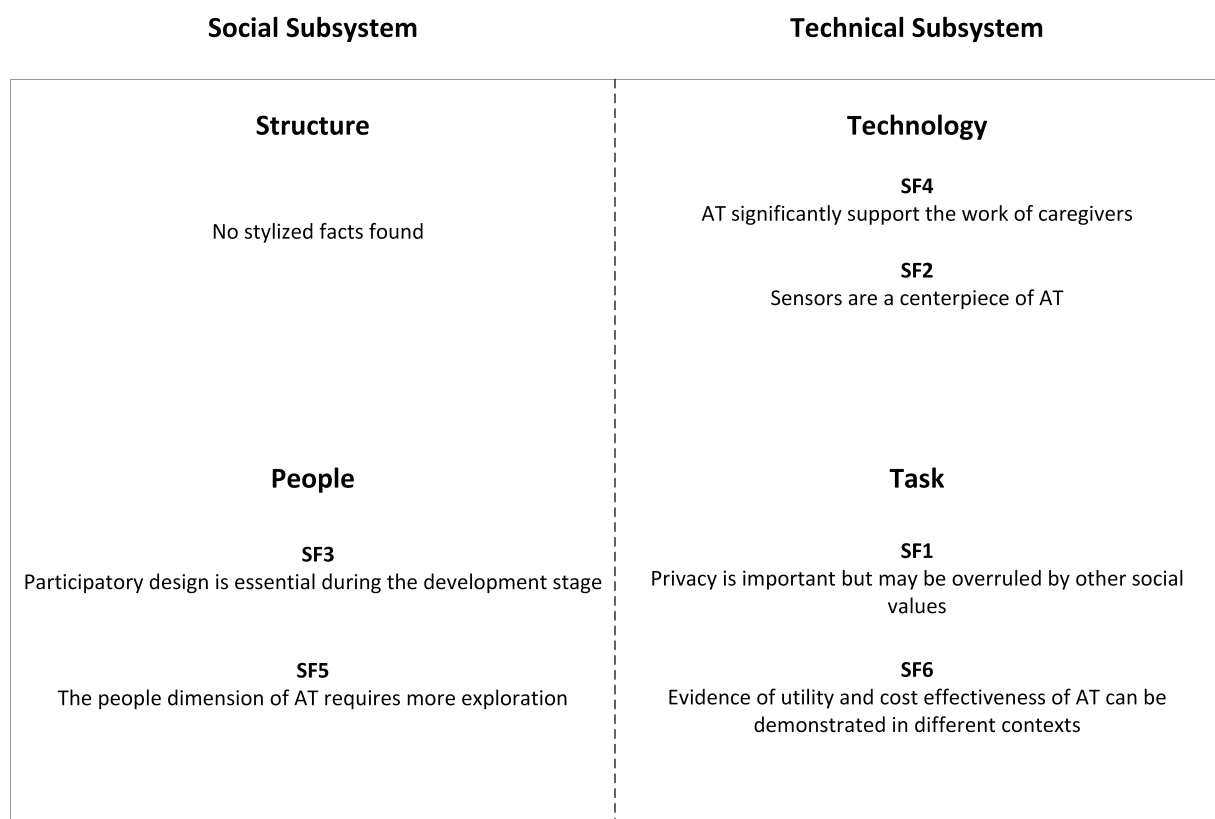 Social Subsystem
Technical Subsystem
Structure
No stylized facts found
Technology
SF4
AT significantly support the work of caregivers
SF2
Sensors are a centerpiece of AT
People
SF3
Participatory design is essential during the development stage
SF5
The people dimension of AT requires more exploration
Task
SF1
Privacy is important but may be overruled by other social
values
SF6
Evidence of utility and cost effectiveness of AT can be
demonstrated in different contexts